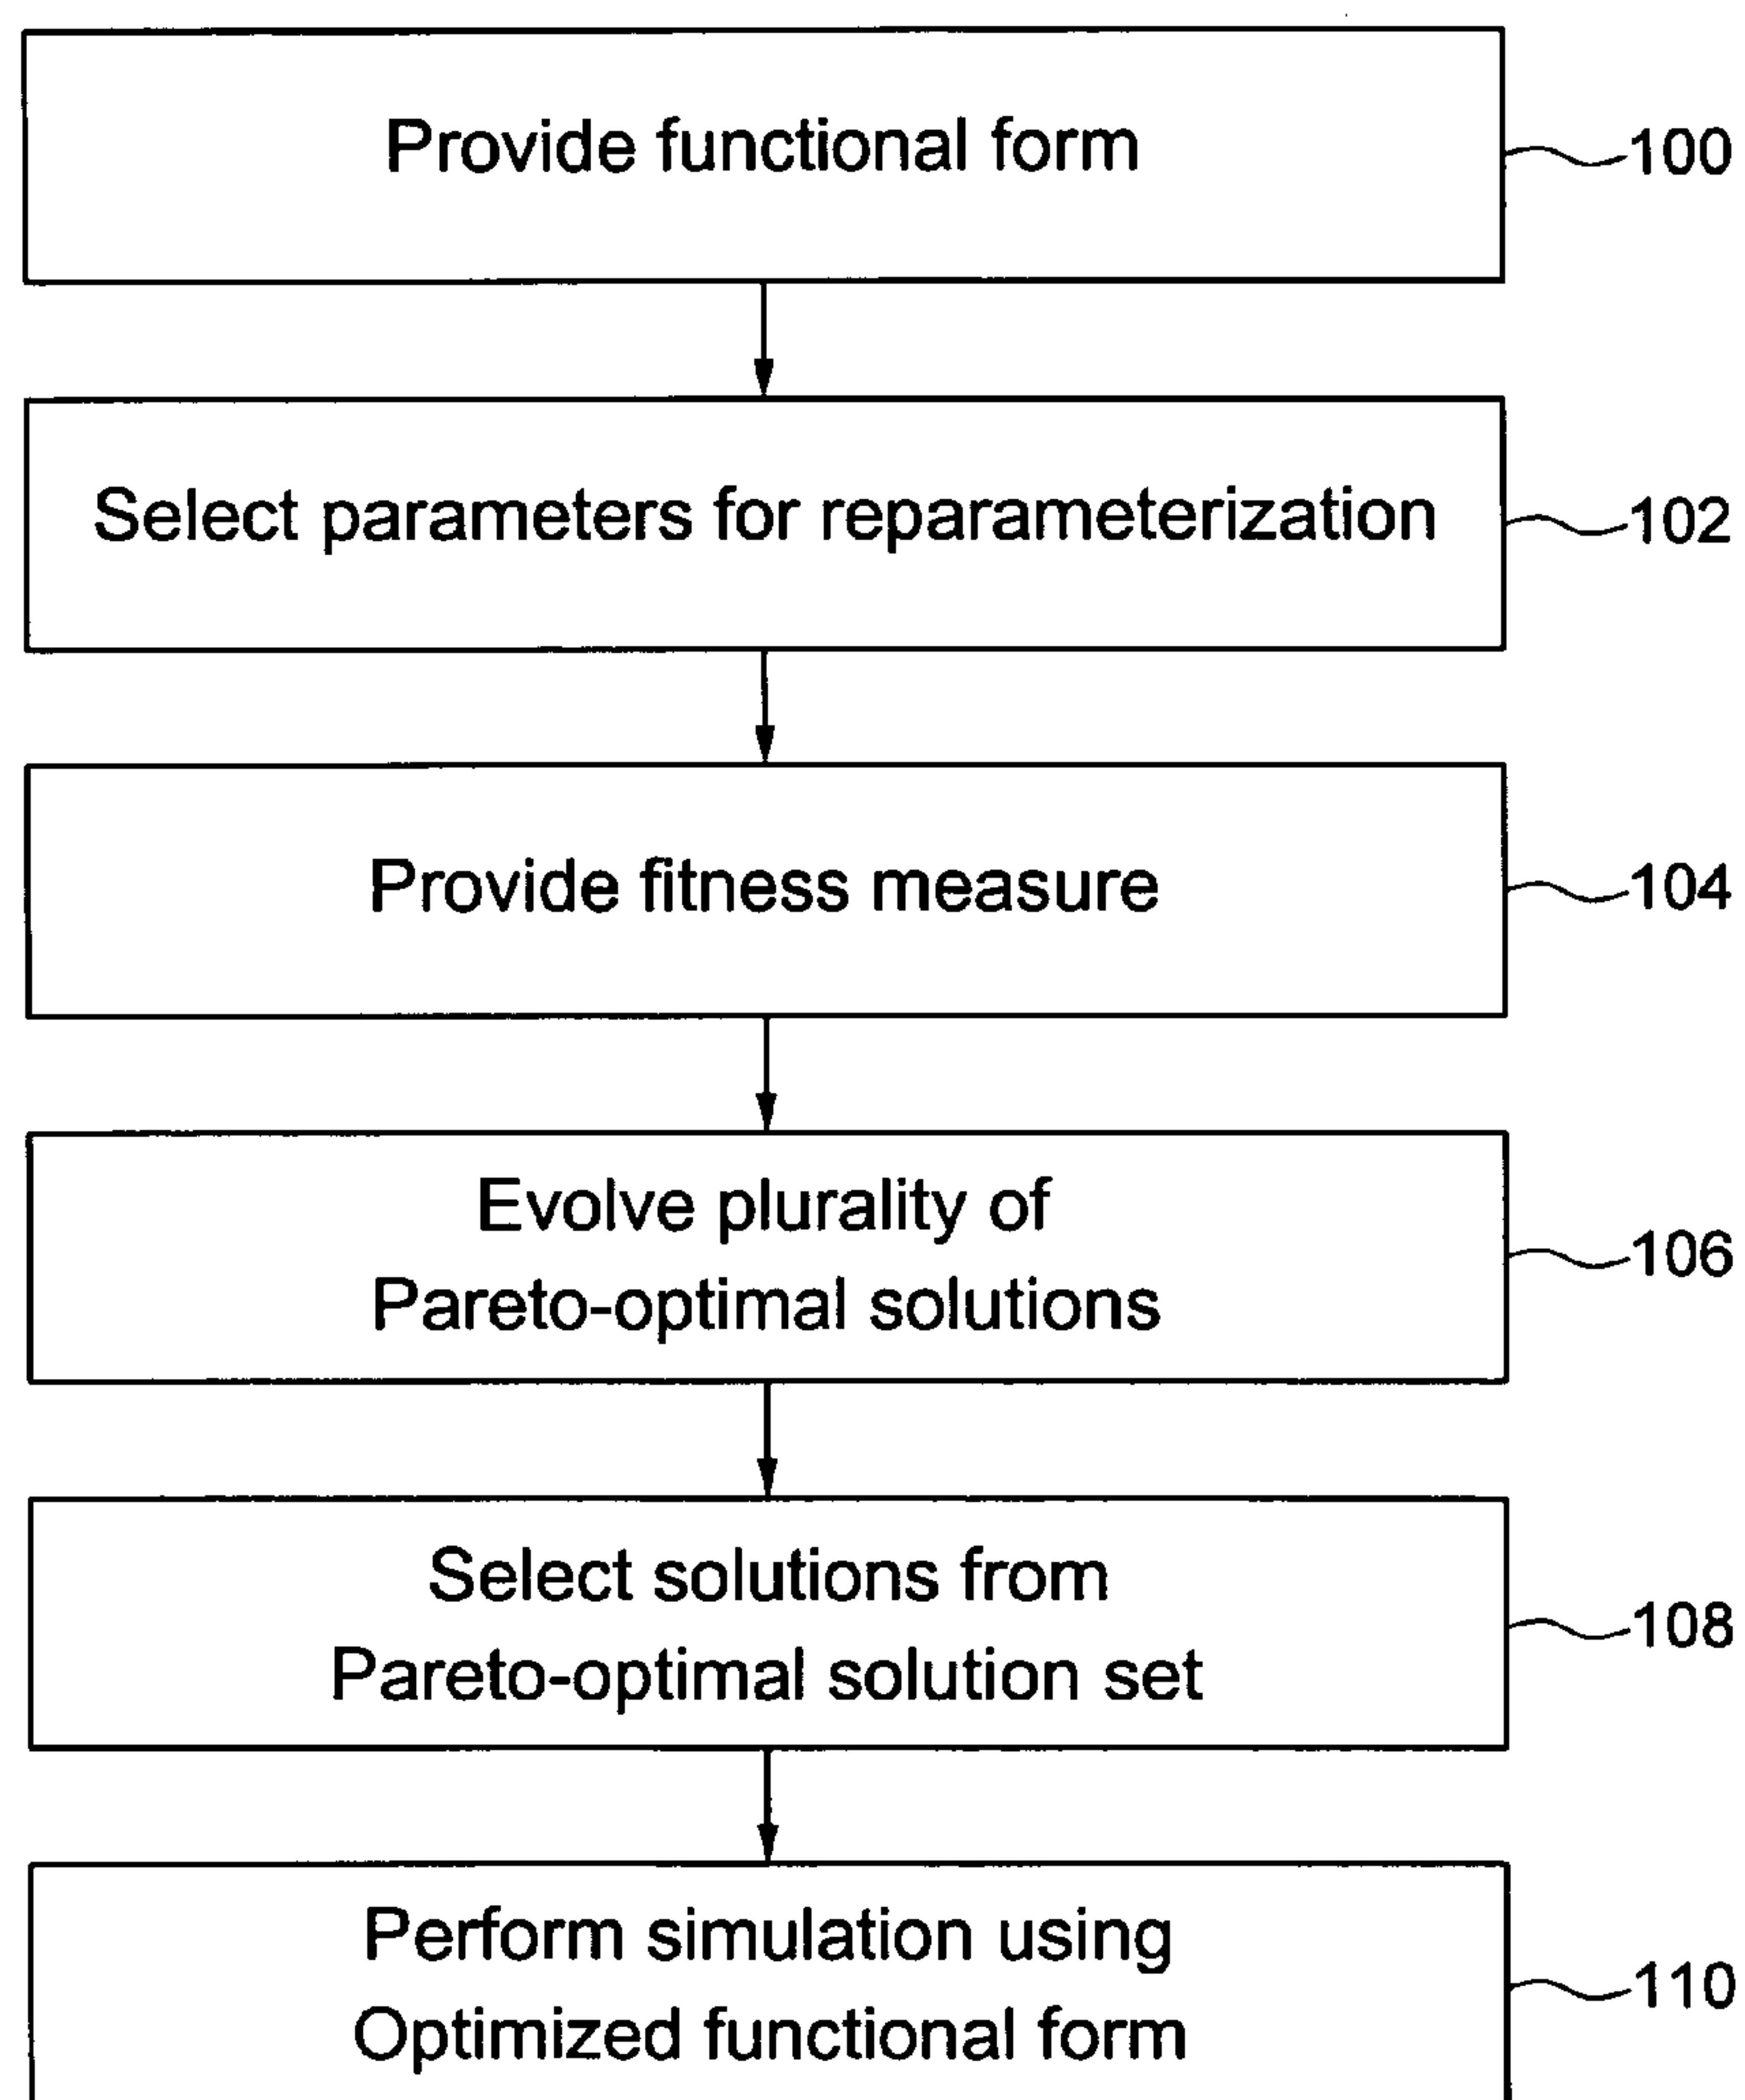 Provide functional form
100
Select parameters for reparameterization
102
Provide fitness measure
104
Evolve plurality of
Pareto-optimal solutions
106
Select solutions from
Pareto-optimal solution set
108
Perform simulation using
Optimized functional form
110